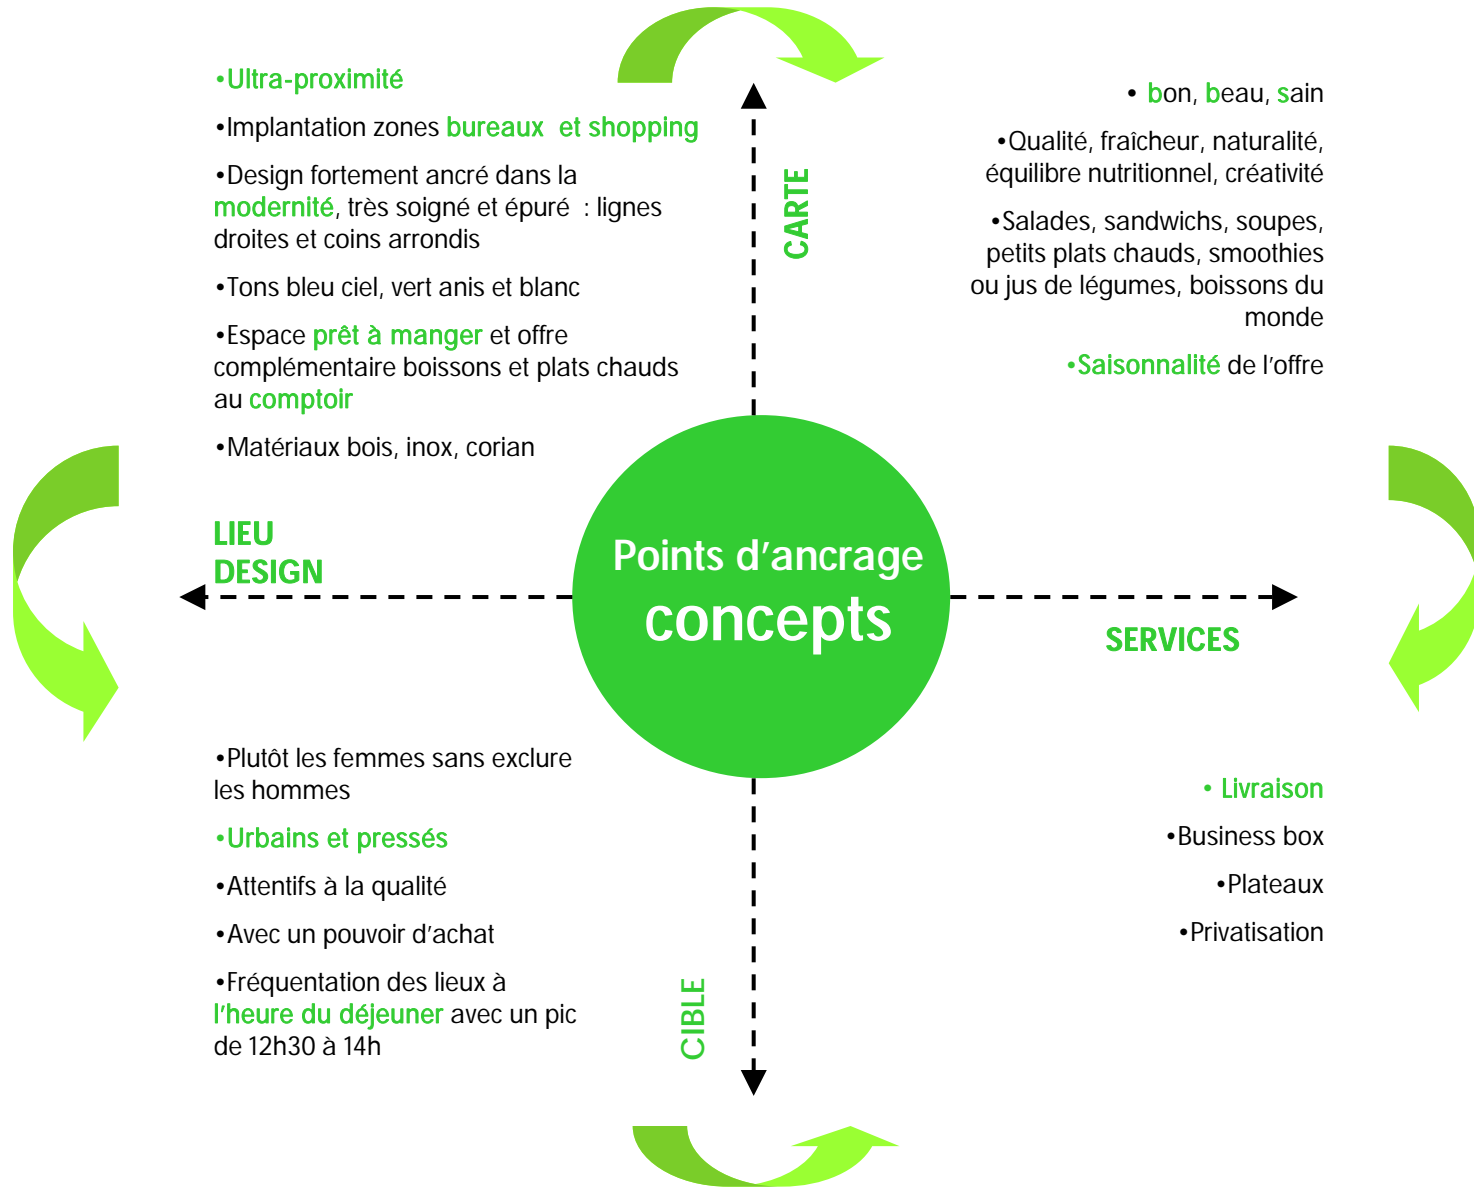 •Ultra-proximité
•Implantation zones bureaux  et shopping
•Design fortement ancré dans la
modernité, très soigné et épuré  : lignes
droites et coins arrondis
•Tons bleu ciel, vert anis et blanc
•Espace prêt à manger et offre
complémentaire boissons et plats chauds
au comptoir
•Matériaux bois, inox, corian
LIEU
DESIGN
CARTE
• bon, beau, sain
•Qualité, fraîcheur, naturalité,
équilibre nutritionnel, créativité
•Salades, sandwichs, soupes,
petits plats chauds, smoothies
ou jus de légumes, boissons du
monde
•Saisonnalité de l’offre
Points d’ancrage
concepts
SERVICES
•Plutôt les femmes sans exclure
les hommes
•Urbains et pressés
•Attentifs à la qualité
•Avec un pouvoir d’achat
•Fréquentation des lieux à
l’heure du déjeuner avec un pic
de 12h30 à 14h
CIBLE
• Livraison
•Business box
•Plateaux
•Privatisation